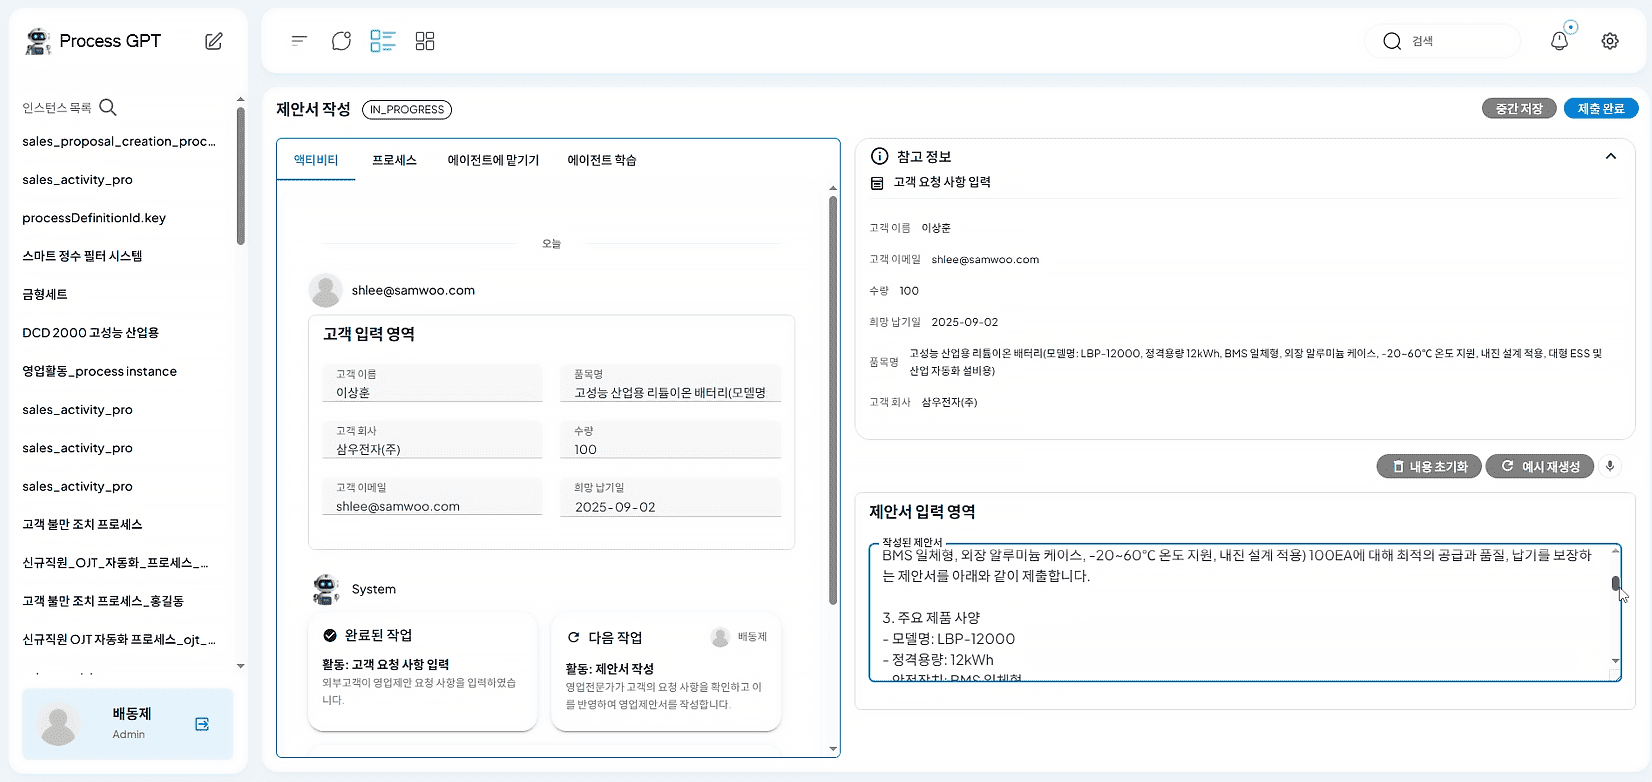 Process GPT
검색
인스턴스 목록
sales_proposal_creation_proc...
sales_activity_pro
processDefinitionId.key
스마트 정수 필터 시스템
금형세트
DCD 2000 고성능 산업용
영업활동_process instance
sales_activity_pro
sales_activity_pro
sales_activity_pro
고객 불만 조치 프로세스
신규직원_OJT_자동화_프로세스_...
고객 불만 조치 프로세스_홍길동
신규직원 OJT 자동화 프로세스_ojt_...
배동제
Admin
제안서 작성
IN_PROGRESS
중간 저장
제출 완료
액티비티
프로세스
에이전트에 맡기기
에이전트 학습
오늘
shlee@samwoo.com
고객 입력 영역
고객 이름
이상훈
품목명
고성능 산업용 리튬이온 배터리(모델명
고객 회사
삼우전자(주)
수량
100
고객 이메일
shlee@samwoo.com
희망 납기일
2025-09-02
System
완료된 작업
활동: 고객 요청 사항 입력
외부고객이 영업제안 요청 사항을 입력하였습
니다.
다음 작업
배동제
활동: 제안서 작성
영업전문가가 고객의 요청 사항을 확인하고 이
를 반영하여 영업제안서를 작성합니다.
참고 정보
고객 요청 사항 입력
고객 이름 이상훈
고객 이메일 shlee@samwoo.com
수량 100
희망 납기일 2025-09-02
품목명 고성능 산업용 리튬이온 배터리(모델명: LBP-12000, 정격용량 12kWh, BMS 일체형, 외장 알루미늄 케이스, -20~60℃ 온도 지원, 내진 설계 적용, 대형 ESS 및
산업 자동화 설비용)
고객 회사 삼우전자(주)
내용 초기화
예시 재생성
제안서 입력 영역
작성된 제안서
BMS 일체형, 외장 알루미늄 케이스, -20~60℃ 온도 지원, 내진 설계 적용) 100EA에 대해 최적의 공급과 품질, 납기를 보장하
는 제안서를 아래와 같이 제출합니다.
3. 주요 제품 사양
- 모델명: LBP-12000
- 정격용량: 12kWh
- 안전장치: BMS 일체형